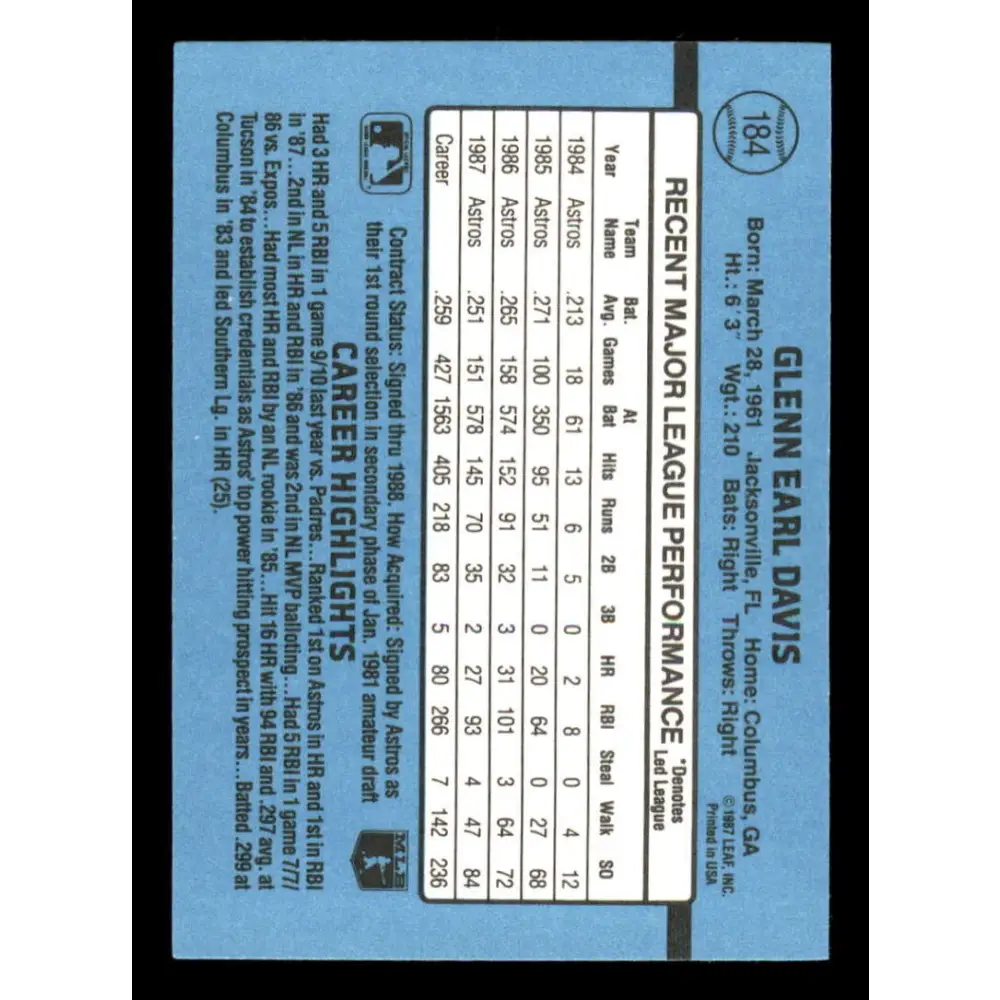 184
GLENN EARL DAVIS
Born: March 28, 1961 Jacksonville, FL Home: Columbus, GA
Ht.: 6'3" Wgt.: 210 Bats: Right Throws: Right
© 1987 LEAF, INC.
Printed in USA
RECENT MAJOR LEAGUE PERFORMANCE *Denotes Led League
Year Team Name Bat. Avg. Games At Bat Hits Runs 2B 3B HR RBI Steal Walk SO
1984 Astros .213 18 61 13 6 5 0 2 8 0 4 12
1985 Astros .271 100 350 95 51 11 0 20 64 0 27 68
1986 Astros .265 158 574 152 91 32 3 31 101 3 64 72
1987 Astros .251 151 578 145 70 35 2 27 93 4 47 84
Career .259 427 1563 405 218 83 5 80 266 7 142 236
Contract Status: Signed thru 1988. How Acquired: Signed by Astros as
their 1st round selection in secondary phase of Jan. 1981 amateur draft
MLB
CAREER HIGHLIGHTS
Had 3 HR and 5 RBI in 1 game 9/10 last year vs. Padres...Ranked 1st on Astros in HR and 1st in RBI
in '87...2nd in NL in HR and RBI in '86 and was 2nd in NL MVP balloting...Had 5 RBI in 1 game 7/7/
86 vs. Expos...Had most HR and RBI by an NL rookie in '85...Hit 16 HR with 94 RBI and .297 avg. at
Tucson in '84 to establish credentials as Astros' top power hitting prospect in years...Batted .299 at
Columbus in '83 and led Southern Lg. in HR (25).